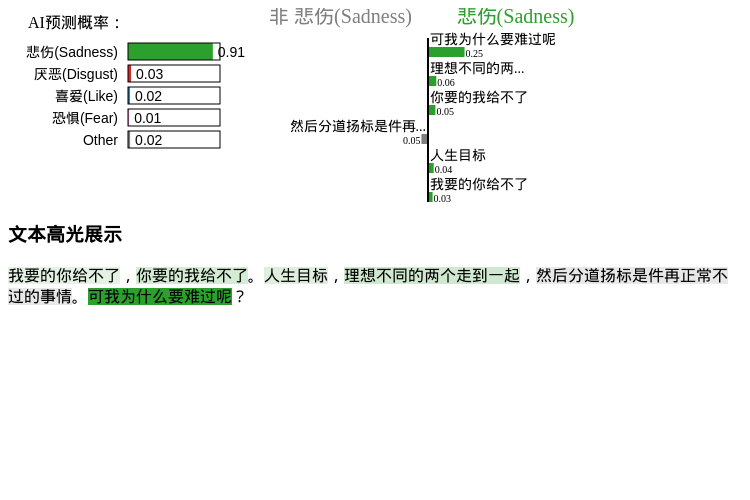 AI预测概率：
悲伤(Sadness) 0.91
厌恶(Disgust) 0.03
喜爱(Like) 0.02
恐惧(Fear) 0.01
Other 0.02
非 悲伤(Sadness) 悲伤(Sadness)
可我为什么要难过呢
0.25
理想不同的两...
0.06
你要的我给不了
0.05
然后分道扬标是件再...
0.05
人生目标
0.04
我要的你给不了
0.03
文本高光展示
我要的你给不了，你要的我给不了。人生目标，理想不同的两个走到一起，然后分道扬标是件再正常不
过的事情。可我为什么要难过呢？